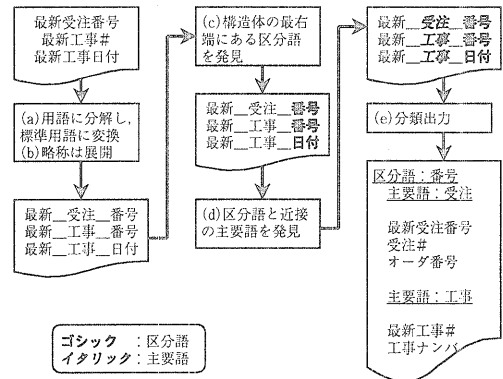 最新受注番号
最新工事#
最新工事日付
(a)用語に分解し,
標準用語に変換
(b)略称は展開
最新__受注__番号
最新__工事__番号
最新__工事__日付
(c)構造体の最右
端にある区分語
を発見
最新__受注__番号
最新__工事__番号
最新__工事__日付
(d)区分語と近接
の主要語を発見
最新__受注__番号
最新__工事__番号
最新__工事__日付
(e)分類出力
区分語:番号
主要語:受注
最新受注番号
受注#
オーダ番号
主要語:工事
最新工事#
工事ナンバ
ゴシック :区分語
イタリック:主要語